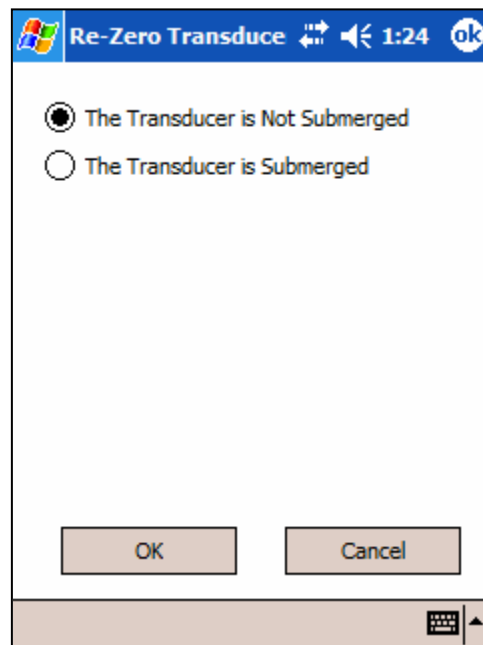 Re-Zero Transduce 1:24 ok
The Transducer is Not Submerged
The Transducer is Submerged
OK Cancel